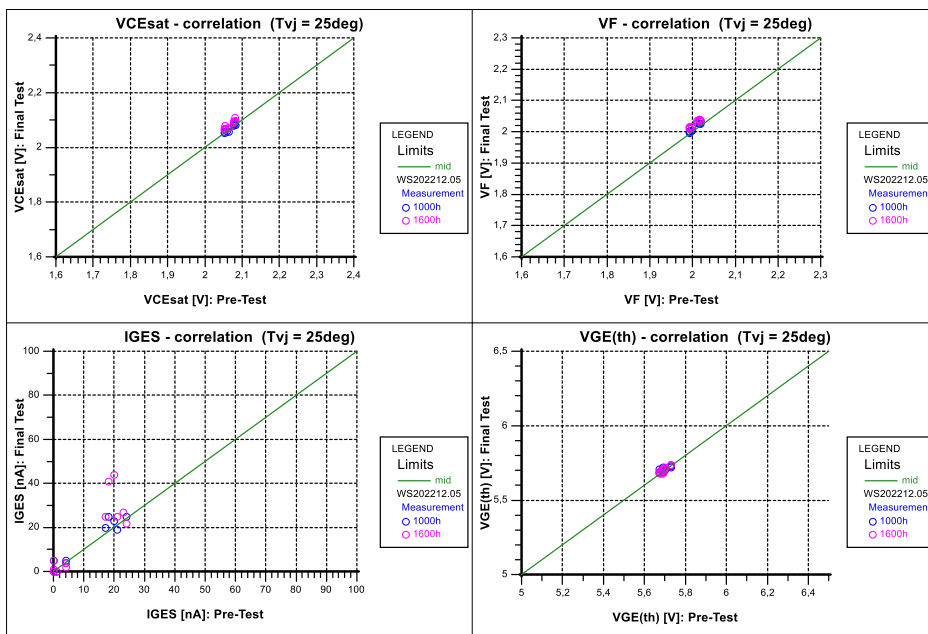 VCEsat - correlation (Tvj = 25deg)
VCEsat [V]: Final Test
2,4
2,2
2
1,8
1,6
1,6 1,7 1,8 1,9 2 2,1 2,2 2,3 2,4
VCEsat [V]: Pre-Test
LEGEND
Limits
mid
WS202212.05
Measurement
1000h
1600h
VF - correlation (Tvj = 25deg)
VF [V]: Final Test
2,3
2,2
2,1
2
1,9
1,8
1,7
1,6
1,6 1,7 1,8 1,9 2 2,1 2,2 2,3
VF [V]: Pre-Test
LEGEND
Limits
mid
WS202212.05
Measurement
1000h
1600h
IGES - correlation (Tvj = 25deg)
IGES [nA]: Final Test
100
80
60
40
20
0
0 10 20 30 40 50 60 70 80 90 100
IGES [nA]: Pre-Test
LEGEND
Limits
mid
WS202212.05
Measurement
1000h
1600h
VGE(th) - correlation (Tvj = 25deg)
VGE(th) [V]: Final Test
6,5
6
5,5
5
5 5,2 5,4 5,6 5,8 6 6,2 6,4
VGE(th) [V]: Pre-Test
LEGEND
Limits
mid
WS202212.05
Measurement
1000h
1600h